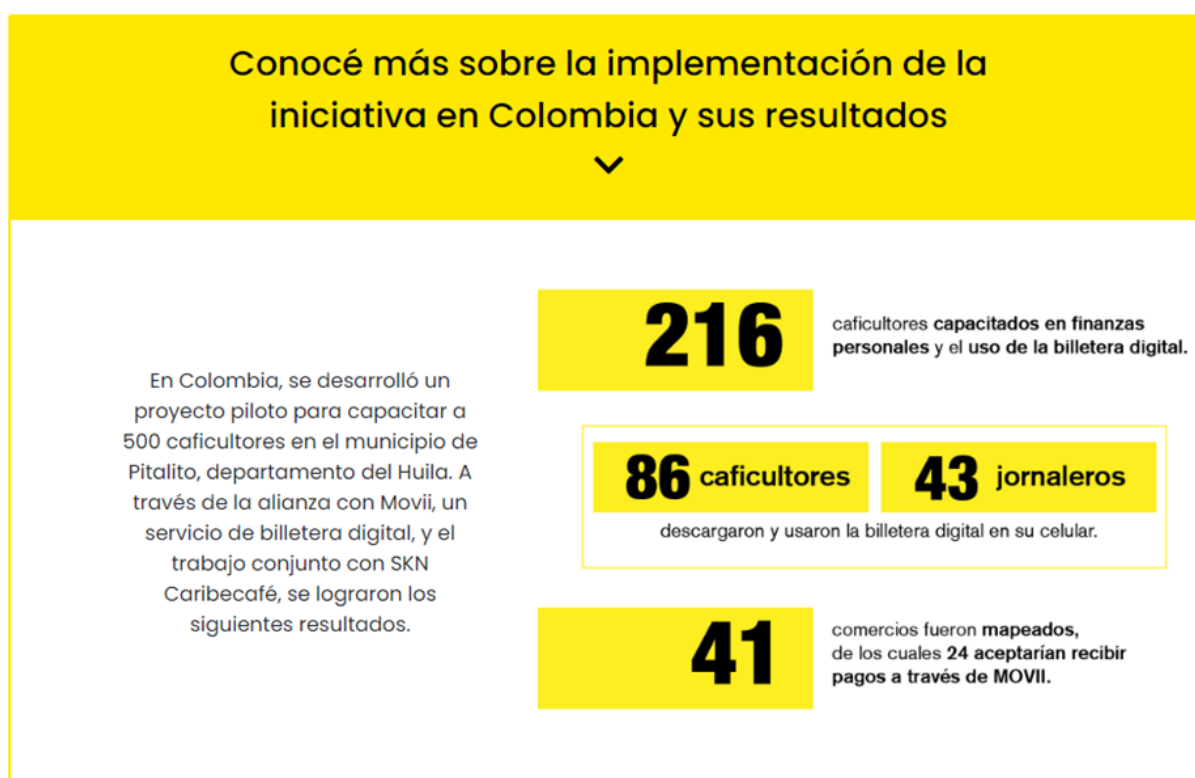 Conocé más sobre la implementación de la
iniciativa en Colombia y sus resultados
En Colombia, se desarrolló un
proyecto piloto para capacitar a
500 caficultores en el municipio de
Pitalito, departamento del Huila. A
través de la alianza con Movii, un
servicio de billetera digital, y el
trabajo conjunto con SKN
Caribecafé, se lograron los
siguientes resultados.
216
caficultores capacitados en finanzas
personales y el uso de la billetera digital.
86 caficultores
43 jornaleros
descargaron y usaron la billetera digital en su celular.
41
comercios fueron mapeados,
de los cuales 24 aceptarían recibir
pagos a través de MOVII.